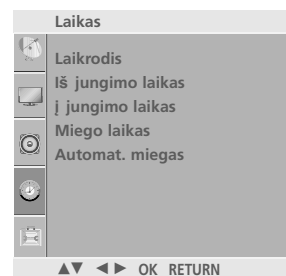 Laikas
Laikrodis
Iš jungimo laikas
į jungimo laikas
Miego laikas
Automat. miegas
▲▼ ◄► OK RETURN